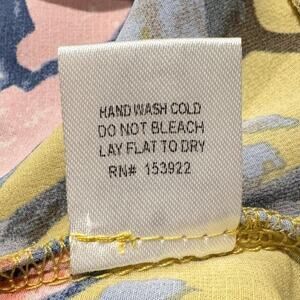 HAND WASH COLD
DO NOT BLEACH
LAY FLAT TO DRY
RN# 153922